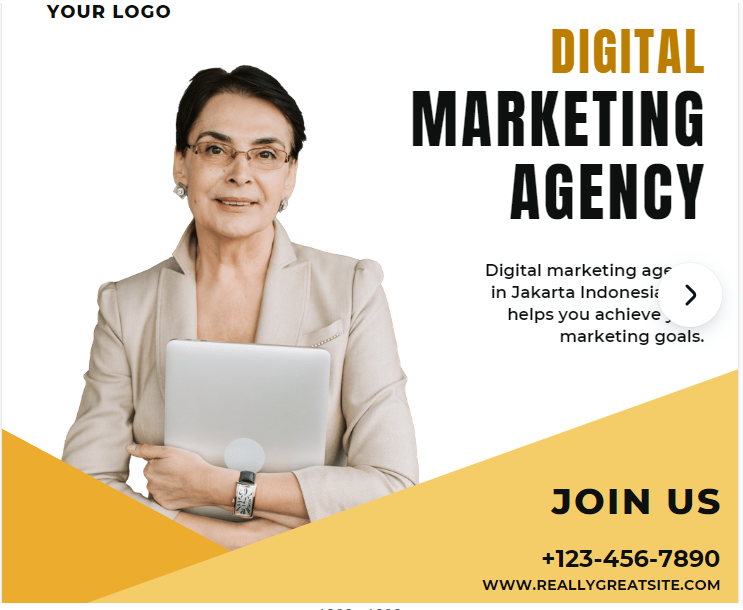 YOUR LOGO
DIGITAL
MARKETING
AGENCY
Digital marketing
in Jakarta Indonesia
helps you achieve
marketing goals.
JOIN US
+123-456-7890
WWW.REALLYGREATSITE.COM